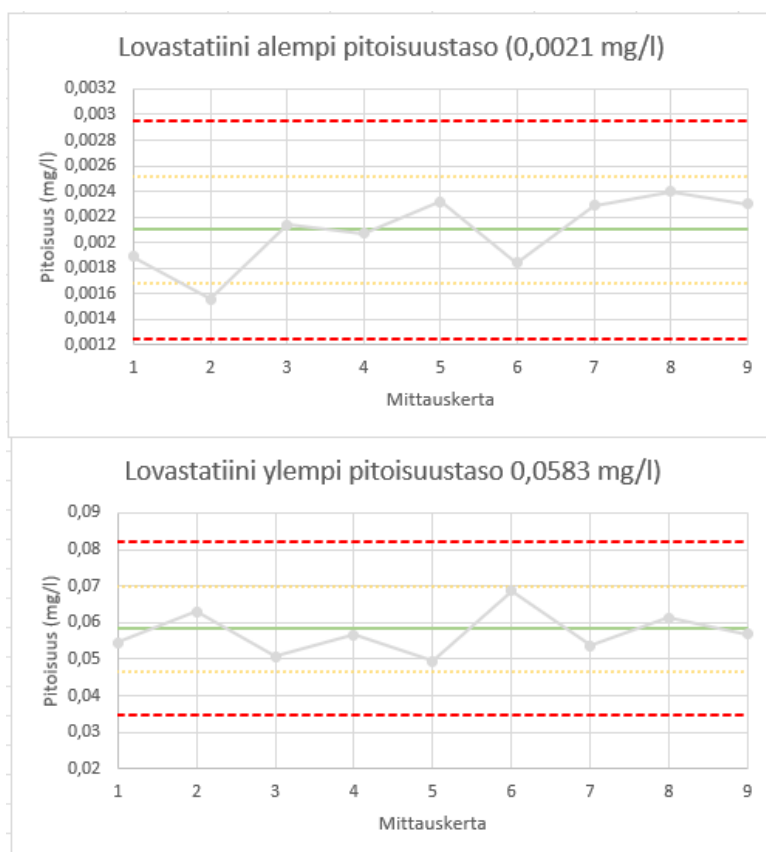 Lovastatiini alempi pitoisuustaso (0,0021 mg/l)
Pitoisuus (mg/l)
0,0032
0,003
0,0028
0,0026
0,0024
0,0022
0,002
0,0018
0,0016
0,0014
0,0012
1 2 3 4 5 6 7 8 9
Mittauskerta
Lovastatiini ylempi pitoisuustaso 0,0583 mg/l)
Pitoisuus (mg/l)
0,09
0,08
0,07
0,06
0,05
0,04
0,03
0,02
1 2 3 4 5 6 7 8 9
Mittauskerta